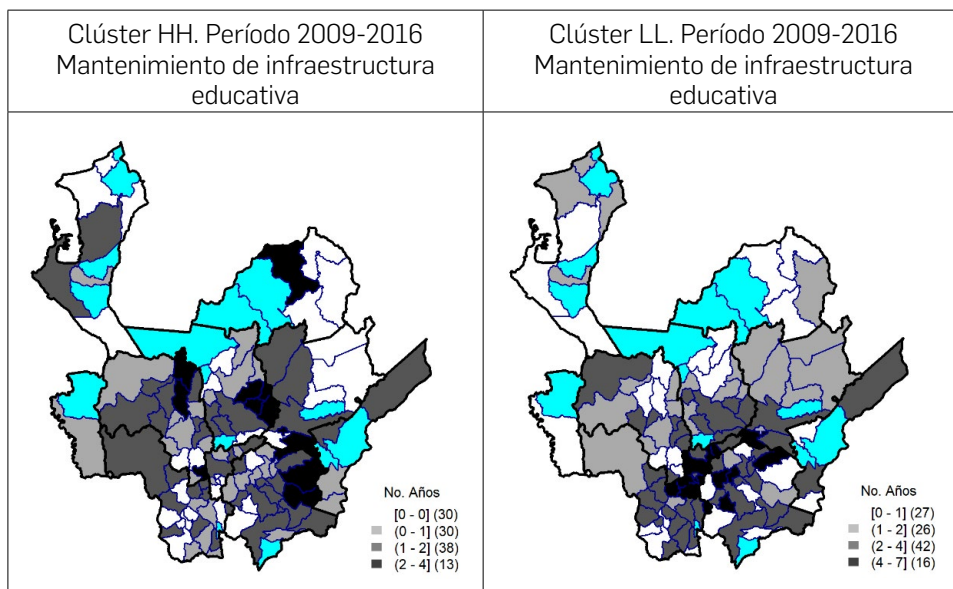 Clúster HH. Período 2009-2016
Mantenimiento de infraestructura
educativa
Clúster LL. Período 2009-2016
Mantenimiento de infraestructura
educativa
No. Años
[0 - 0] (30)
(0 - 1] (30)
(1 - 2] (38)
(2 - 4] (13)
No. Años
[0 - 1] (27)
(1 - 2] (26)
(2 - 4] (42)
(4 - 7] (16)